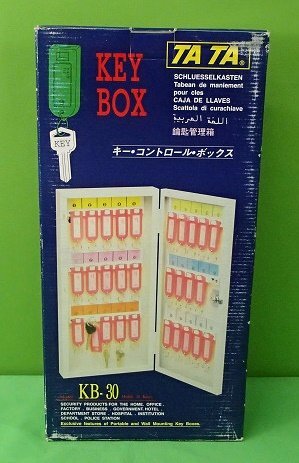 KEY
BOX
KEY
TATA®
SCHLUESSELKASTEN
Tabean de maniement
pour cles
CAJA DE LLAVES
Scattola di curachiave
اللغة العربية
鑰匙管理箱
キー・コントロール・ボックス
KB-30
SECURITY PRODUCTS FOR THE HOME. OFFICE.
FACTORY. BUSINESS. GOVERNMENT. HOTEL.
DEPARTMENT STORE. HOSPITAL. INSTITUTION
SCHOOL. POLICE STATION
Exclusive features of Portable and Wall Mounting Key Boxes.